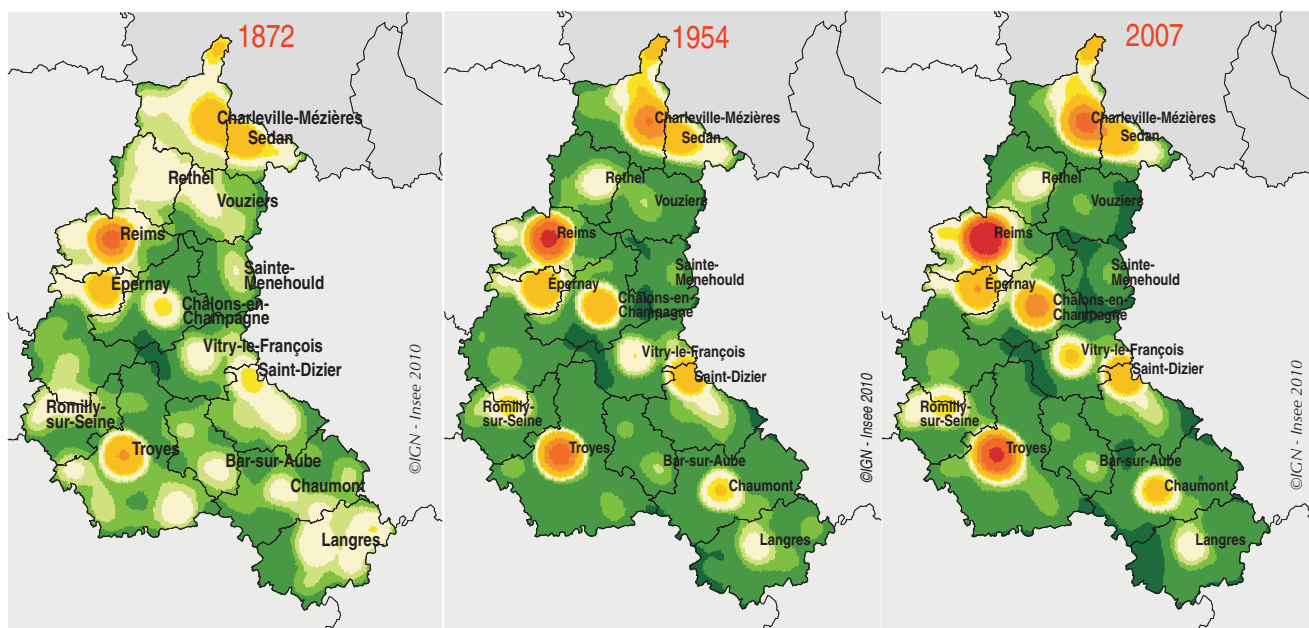 1872
Charleville-Mézières
Sedan
Rethel
Vouziers
Reims
Sainte-
Menehould
Épernay
Châlons-en-
Champagne
Vitry-le-François
Saint-Dizier
Romilly-
sur-Seine
Troyes
Bar-sur-Aube
Chaumont
Langres
©IGN - Insee 2010
1954
Charleville-Mézières
Sedan
Rethel
Vouziers
Reims
Sainte-
Menehould
Épernay
Châlons-en-
Champagne
Vitry-le-François
Saint-Dizier
Romilly-
sur-Seine
Troyes
Bar-sur-Aube
Chaumont
Langres
©IGN - Insee 2010
2007
Charleville-Mézières
Sedan
Rethel
Vouziers
Reims
Sainte-
Menehould
Épernay
Châlons-en-
Champagne
Vitry-le-François
Saint-Dizier
Romilly-
sur-Seine
Troyes
Bar-sur-Aube
Chaumont
Langres
©IGN - Insee 2010